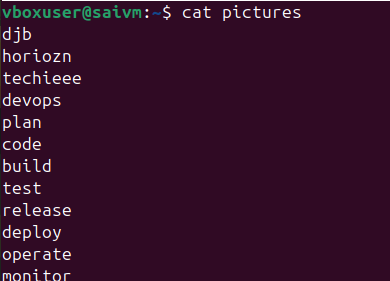 vboxuser@saivm:~$ cat pictures
djb
horiozn
techieee
devops
plan
code
build
test
release
deploy
operate
monitor